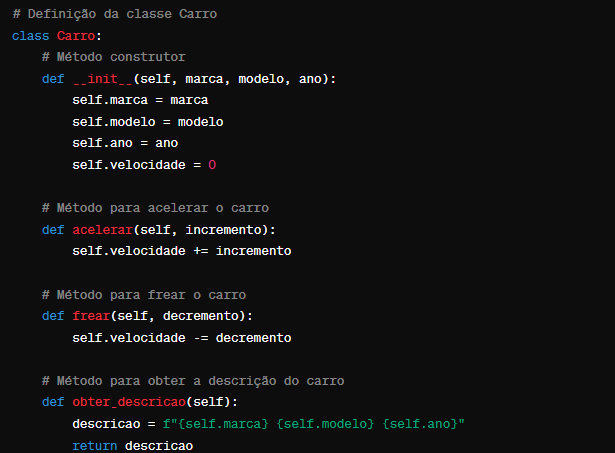 # Definição da classe Carro
class Carro:
    # Método construtor
    def __init__(self, marca, modelo, ano):
        self.marca = marca
        self.modelo = modelo
        self.ano = ano
        self.velocidade = 0

    # Método para acelerar o carro
    def acelerar(self, incremento):
        self.velocidade += incremento

    # Método para frear o carro
    def frear(self, decremento):
        self.velocidade -= decremento

    # Método para obter a descrição do carro
    def obter_descricao(self):
        descricao = f"{self.marca} {self.modelo} {self.ano}"
        return descricao